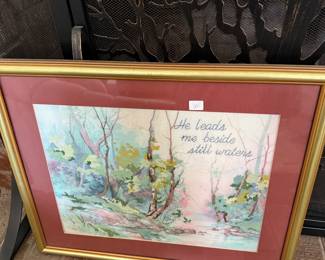 He leads
me beside
still waters